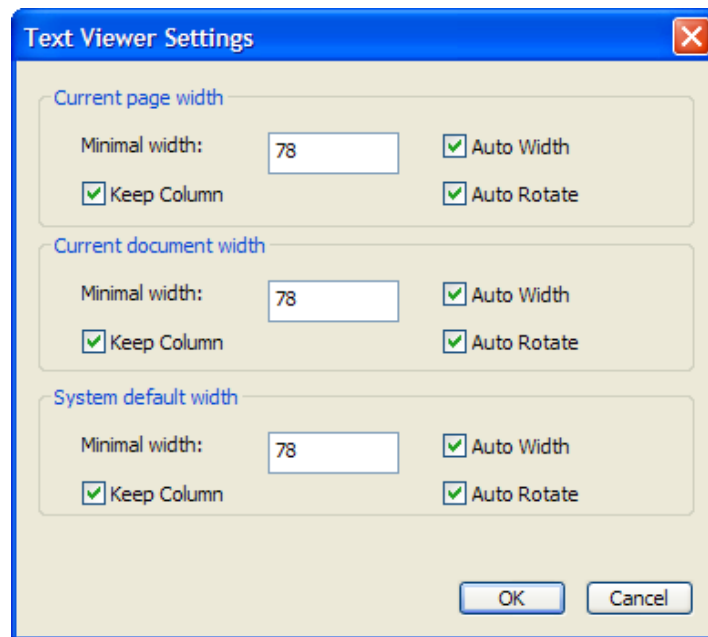 Text Viewer Settings
Current page width
Minimal width: 78 Auto Width
Keep Column Auto Rotate
Current document width
Minimal width: 78 Auto Width
Keep Column Auto Rotate
System default width
Minimal width: 78 Auto Width
Keep Column Auto Rotate
OK Cancel